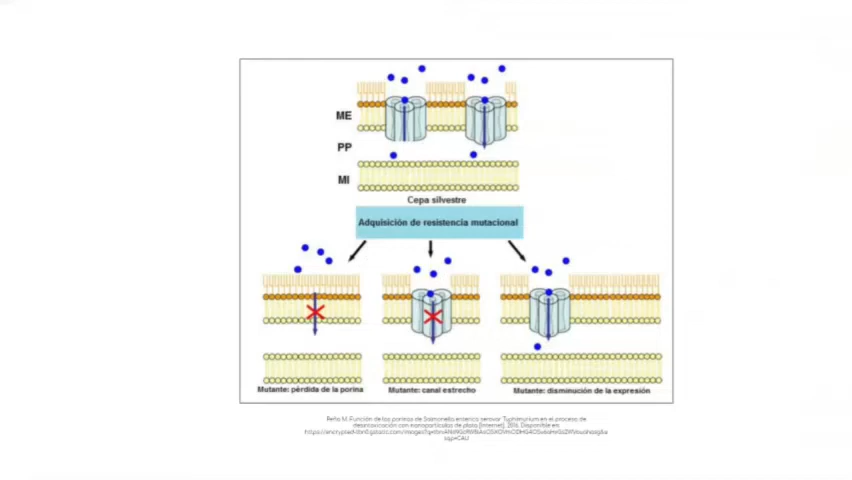 ME
PP
MI
Cepa silvestre
Adquisición de resistencia mutacional
Mutante: pérdida de la porina
Mutante: canal estrecho
Mutante: disminución de la expresión
Peña M. Función de las porinas de Salmonella enterica serovar Typhimurium en el proceso de
desintoxicación con nanopartículas de plata [Internet]. 2016. Disponible en: